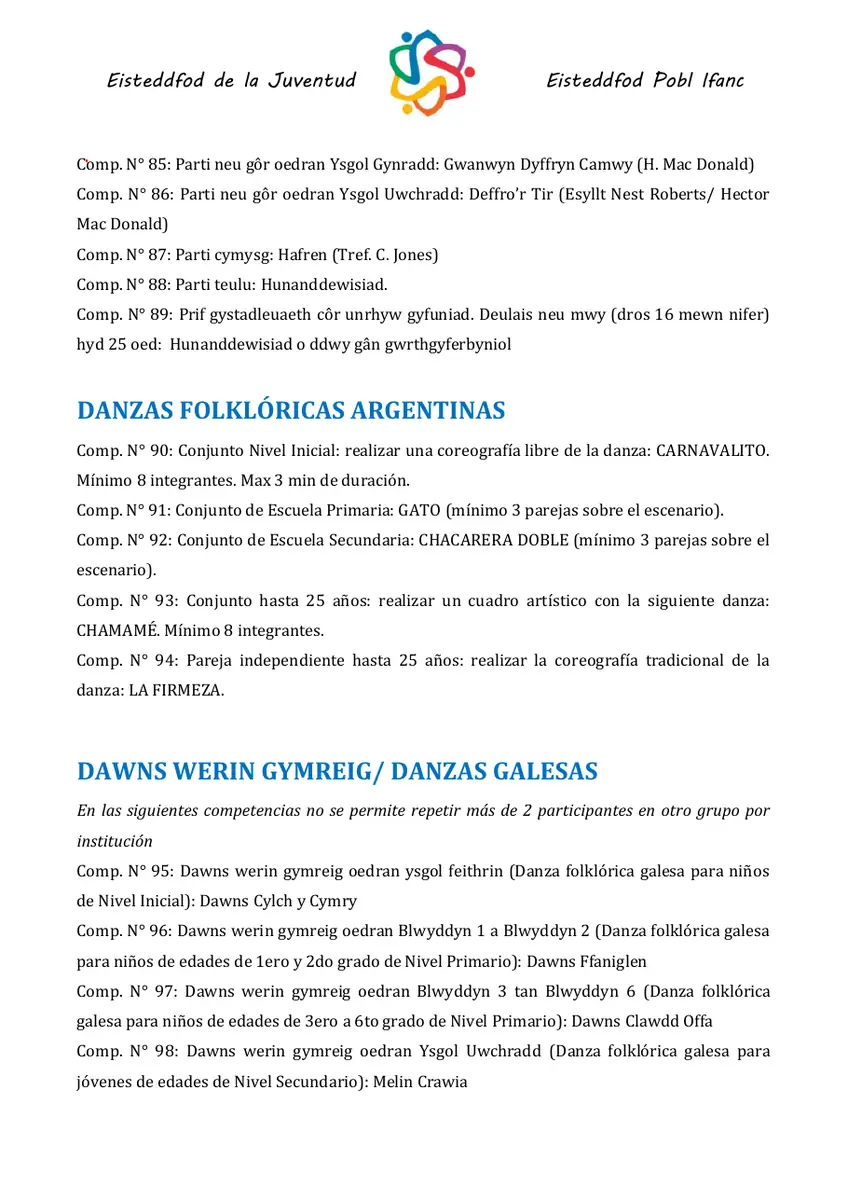 Eisteddfod de la Juventud
Eisteddfod Pobl Ifanc
Comp. N° 85: Parti neu gôr oedran Ysgol Gynradd: Gwanwyn Dyffryn Camwy (H. Mac Donald)
Comp. N° 86: Parti neu gôr oedran Ysgol Uwchradd: Deffro’r Tir (Esyllt Nest Roberts/ Hector
Mac Donald)
Comp. N° 87: Parti cymysg: Hafren (Tref. C. Jones)
Comp. N° 88: Parti teulu: Hunanddewisiad.
Comp. N° 89: Prif gystadleuaeth côr unrhyw gyfuniad. Deulais neu mwy (dros 16 mewn nifer)
hyd 25 oed: Hunanddewisiad o ddwy gân gwrthgyferbyniol
DANZAS FOLKLÓRICAS ARGENTINAS
Comp. N° 90: Conjunto Nivel Inicial: realizar una coreografía libre de la danza: CARNAVALITO.
Mínimo 8 integrantes. Max 3 min de duración.
Comp. N° 91: Conjunto de Escuela Primaria: GATO (mínimo 3 parejas sobre el escenario).
Comp. N° 92: Conjunto de Escuela Secundaria: CHACARERA DOBLE (mínimo 3 parejas sobre el
escenario).
Comp. N° 93: Conjunto hasta 25 años: realizar un cuadro artístico con la siguiente danza:
CHAMAMÉ. Mínimo 8 integrantes.
Comp. N° 94: Pareja independiente hasta 25 años: realizar la coreografía tradicional de la
danza: LA FIRMEZA.
DAWNS WERIN GYMREIG/ DANZAS GALESAS
En las siguientes competencias no se permite repetir más de 2 participantes en otro grupo por
institución
Comp. N° 95: Dawns werin gymreig oedran ysgol feithrin (Danza folklórica galesa para niños
de Nivel Inicial): Dawns Cylch y Cymry
Comp. N° 96: Dawns werin gymreig oedran Blwyddyn 1 a Blwyddyn 2 (Danza folklórica galesa
para niños de edades de 1ero y 2do grado de Nivel Primario): Dawns Ffaniglen
Comp. N° 97: Dawns werin gymreig oedran Blwyddyn 3 tan Blwyddyn 6 (Danza folklórica
galesa para niños de edades de 3ero a 6to grado de Nivel Primario): Dawns Clawdd Offa
Comp. N° 98: Dawns werin gymreig oedran Ysgol Uwchradd (Danza folklórica galesa para
jóvenes de edades de Nivel Secundario): Melin Crawia